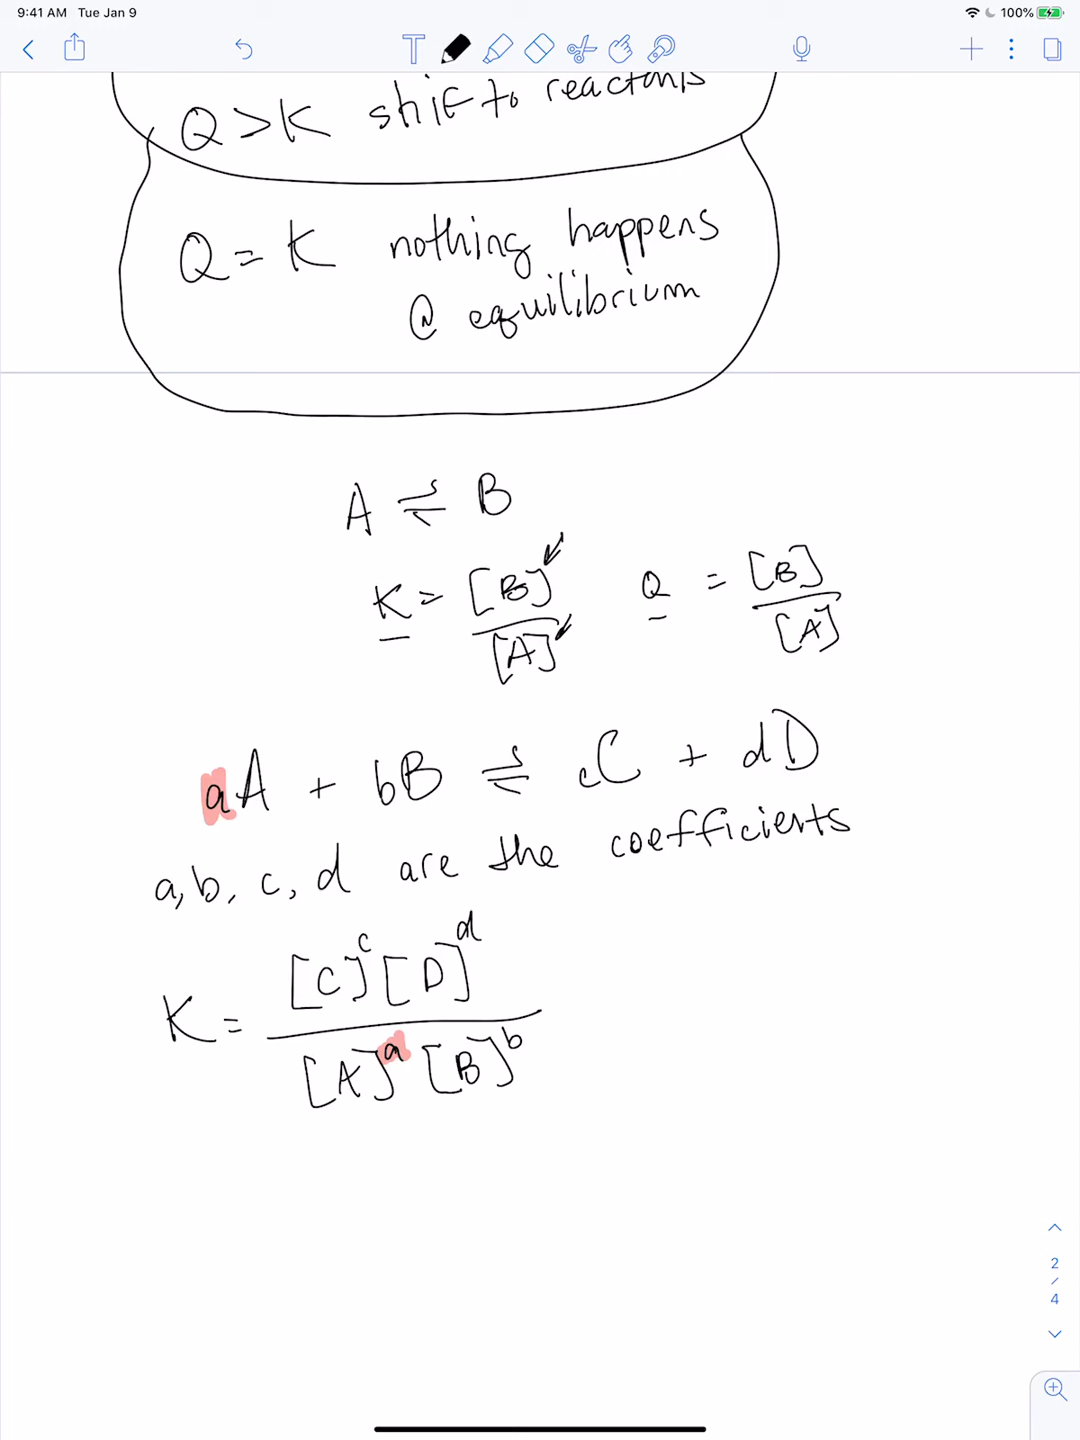 9:41 AM Tue Jan 9
100%
Q > K shift to reactants
Q = K nothing happens
@ equilibrium
A ⇌ B
K = [B] / [A] Q = [B] / [A]
aA + bB ⇌ cC + dD
a, b, c, d are the coefficients
K = [C]^c [D]^d / [A]^a [B]^b
2
/
4